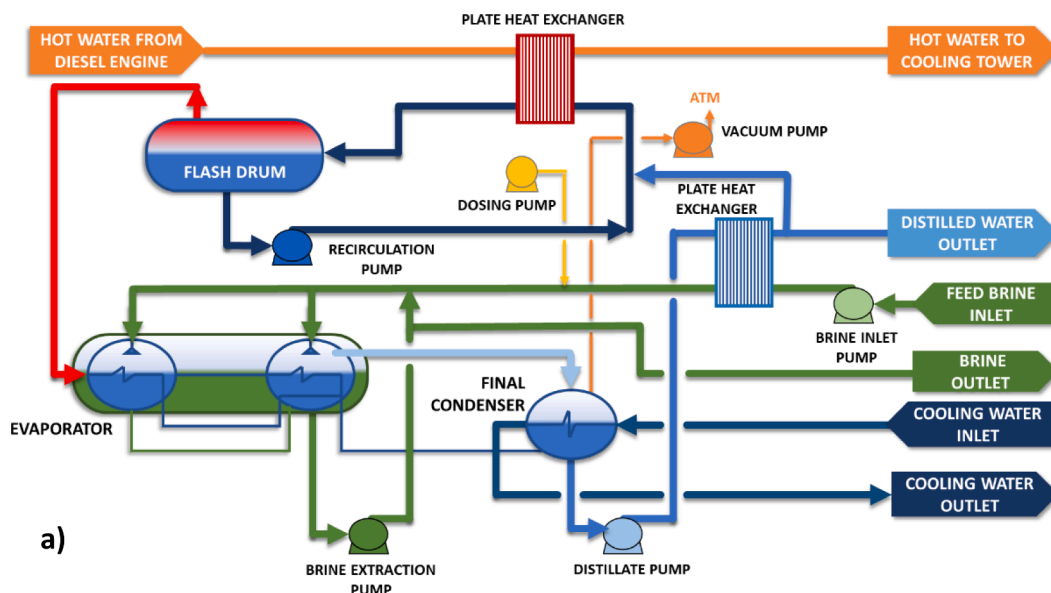 PLATE HEAT EXCHANGER
HOT WATER FROM
DIESEL ENGINE
HOT WATER TO
COOLING TOWER
ATM
VACUUM PUMP
FLASH DRUM
DOSING PUMP
PLATE HEAT
EXCHANGER
DISTILLED WATER
OUTLET
RECIRCULATION
PUMP
FEED BRINE
INLET
BRINE INLET
PUMP
BRINE
OUTLET
FINAL
CONDENSER
EVAPORATOR
COOLING WATER
INLET
COOLING WATER
OUTLET
a)
BRINE EXTRACTION
PUMP
DISTILLATE PUMP